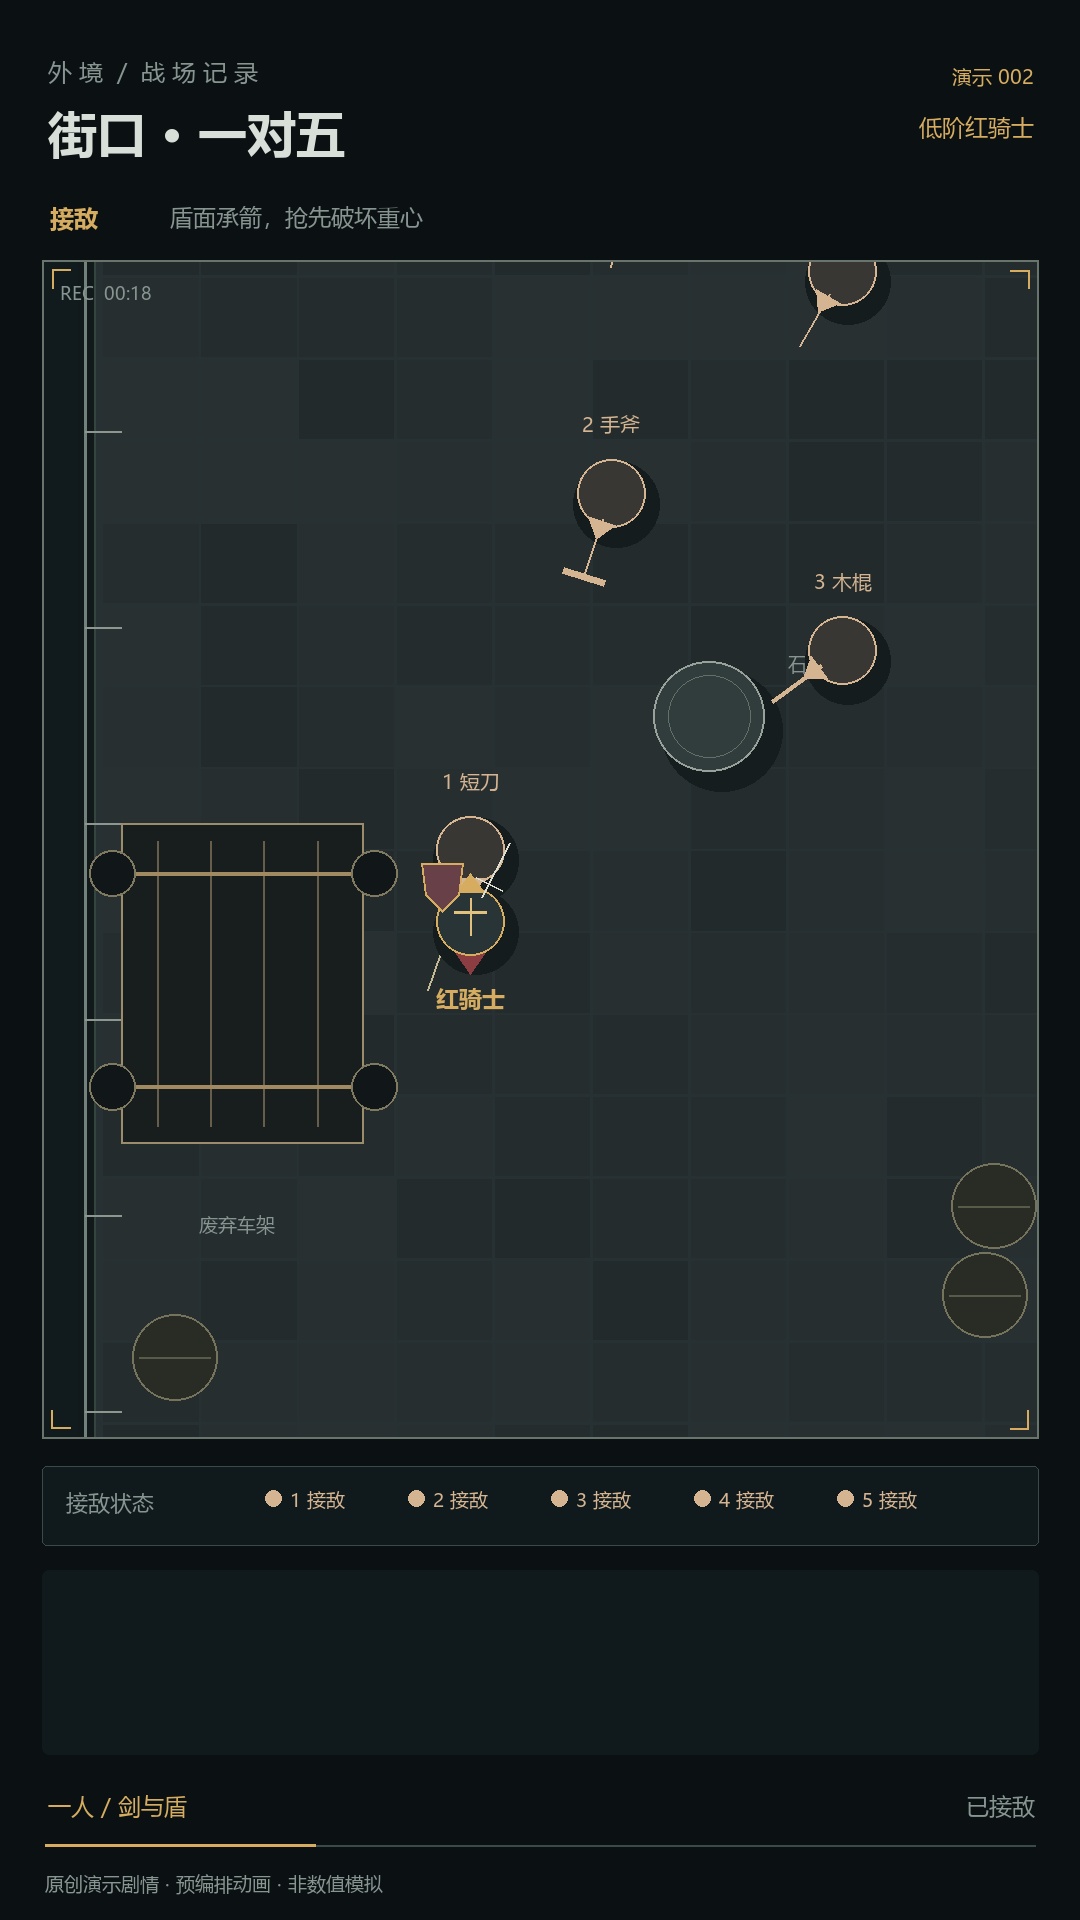 外境 / 战场记录
演示 002
街口·一对五
低阶红骑士
接敌 盾面承箭，抢先破坏重心
REC 00:18
2 手斧
3 木棍
石
1 短刀
红骑士
废弃车架
接敌状态 1 接敌 2 接敌 3 接敌 4 接敌 5 接敌
一人 / 剑与盾 已接敌
原创演示剧情 · 预编排动画 · 非数值模拟